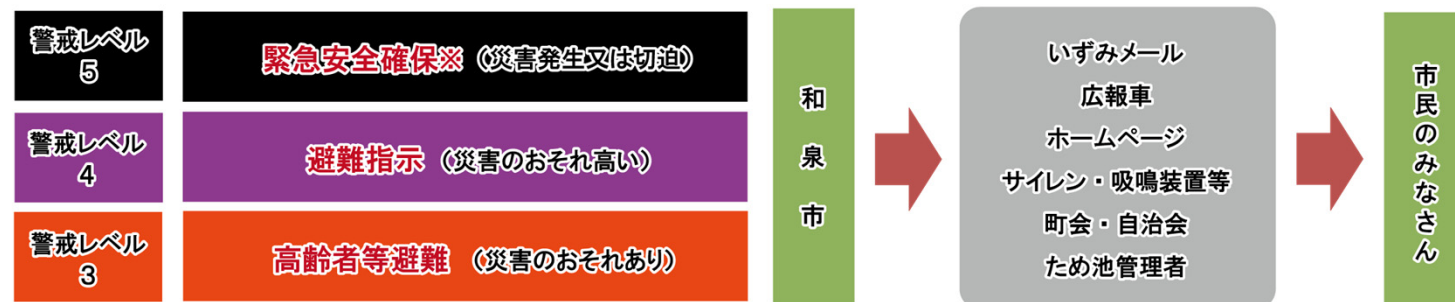 警戒レベル
5
緊急安全確保※（災害発生又は切迫）
警戒レベル
4
避難指示（災害のおそれ高い）
警戒レベル
3
高齢者等避難（災害のおそれあり）
和泉市
いずみメール
広報車
ホームページ
サイレン・吸鳴装置等
町会・自治会
ため池管理者
市民のみなさん